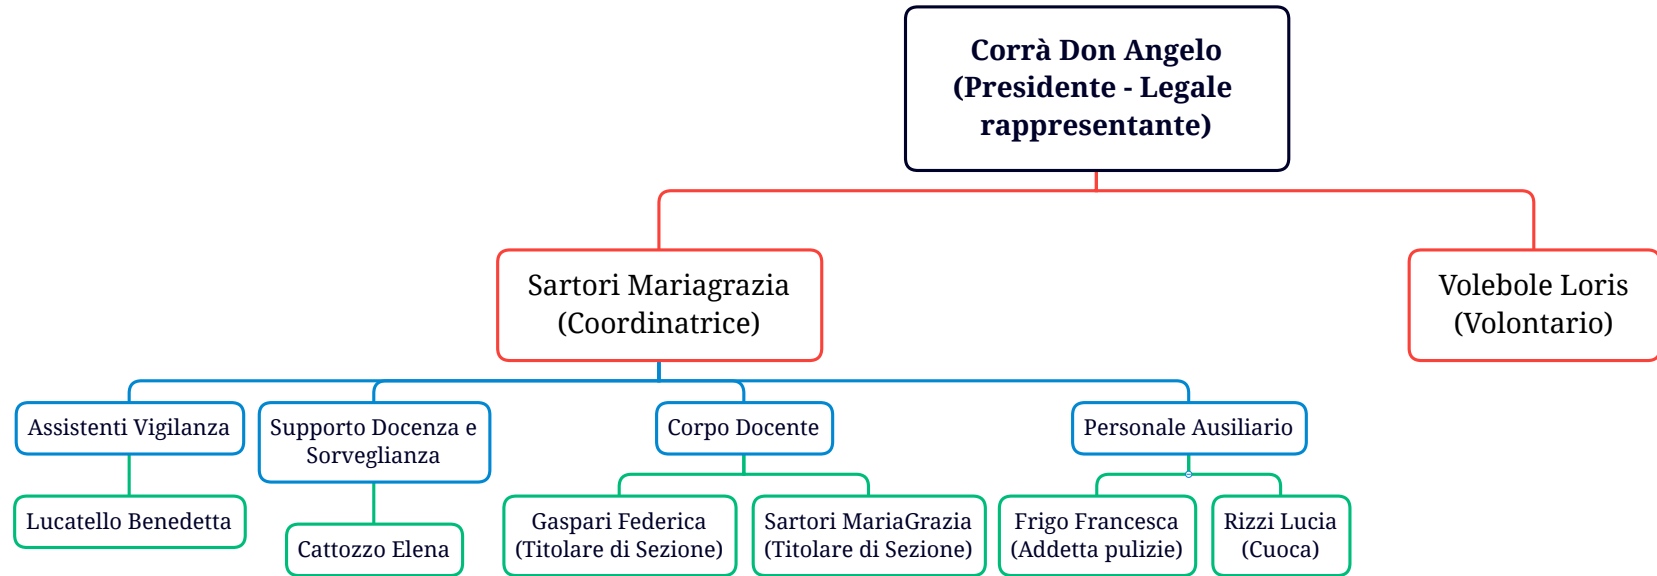 Corrà Don Angelo
(Presidente - Legale
rappresentante)
Sartori Mariagrazia
(Coordinatrice)
Volebole Loris
(Volontario)
Assistenti Vigilanza
Supporto Docenza e
Sorveglianza
Corpo Docente
Personale Ausiliario
Lucatello Benedetta
Cattozzo Elena
Gaspari Federica
(Titolare di Sezione)
Sartori MariaGrazia
(Titolare di Sezione)
Frigo Francesca
(Addetta pulizie)
Rizzi Lucia
(Cuoca)